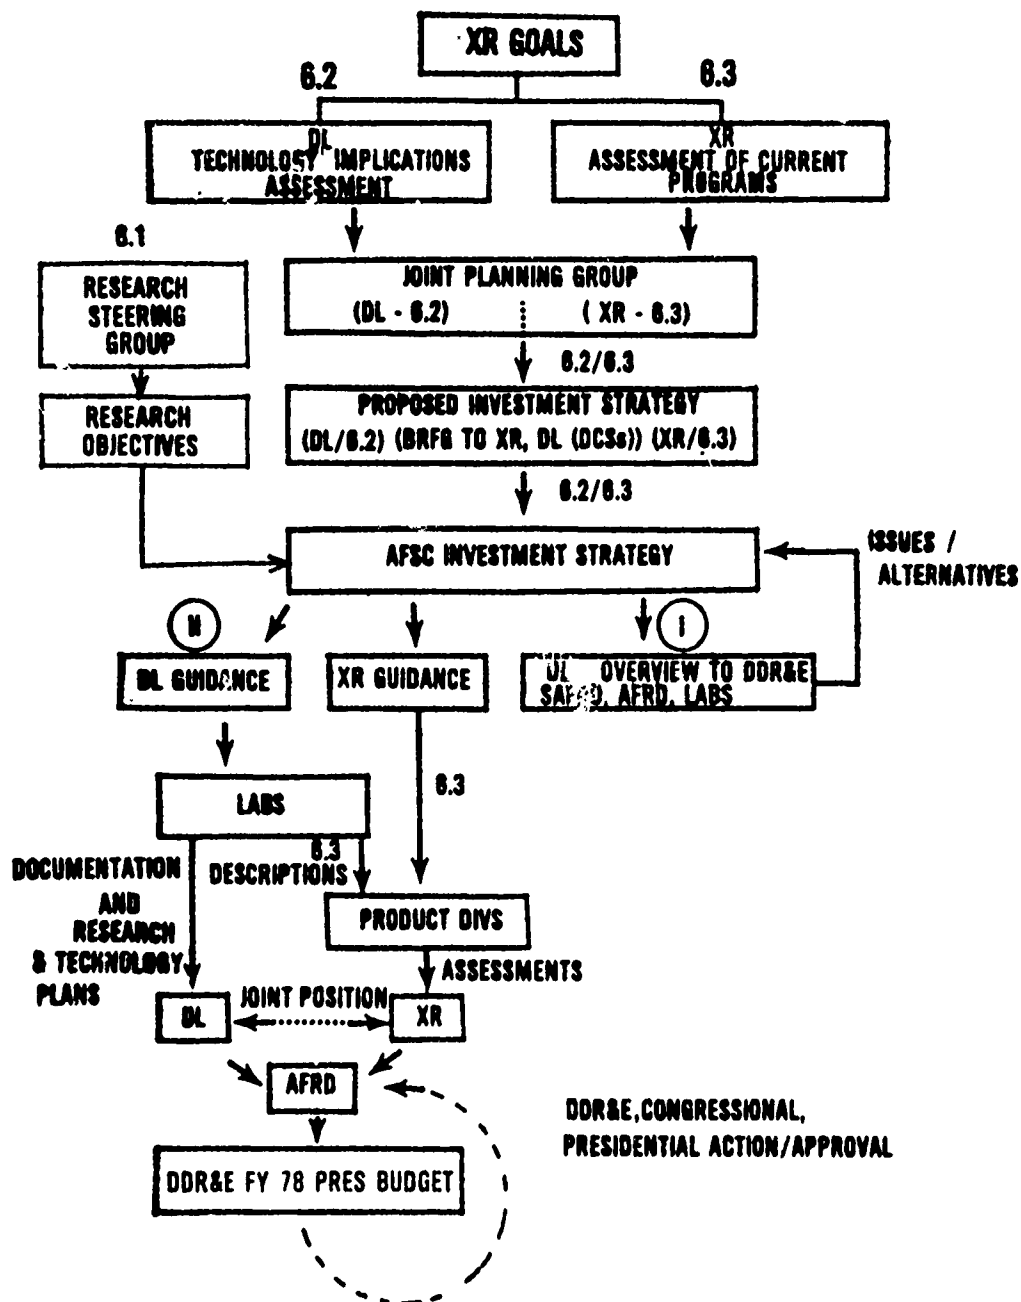 XR GOALS
6.2
6.3
DL
TECHNOLOGY IMPLICATIONS
ASSESSMENT
XR
ASSESSMENT OF CURRENT
PROGRAMS
6.1
RESEARCH
STEERING
GROUP
JOINT PLANNING GROUP
(DL - 6.2)
( XR - 6.3)
6.2/6.3
RESEARCH
OBJECTIVES
PROPOSED INVESTMENT STRATEGY
(DL/6.2) (BRFG TO XR, DL (DCSs)) (XR/6.3)
6.2/6.3
AFSC INVESTMENT STRATEGY
ISSUES /
ALTERNATIVES
I
DL GUIDANCE
XR GUIDANCE
DL OVERVIEW TO DDR&E
AFRD, LABS
6.3
LABS
6.3
DESCRIPTIONS
DOCUMENTATION
AND
RESEARCH
& TECHNOLOGY
PLANS
PRODUCT DIVS
ASSESSMENTS
JOINT POSITION
DL
XR
AFRD
DDR&E, CONGRESSIONAL,
PRESIDENTIAL ACTION/APPROVAL
DDR&E FY 78 PRES BUDGET